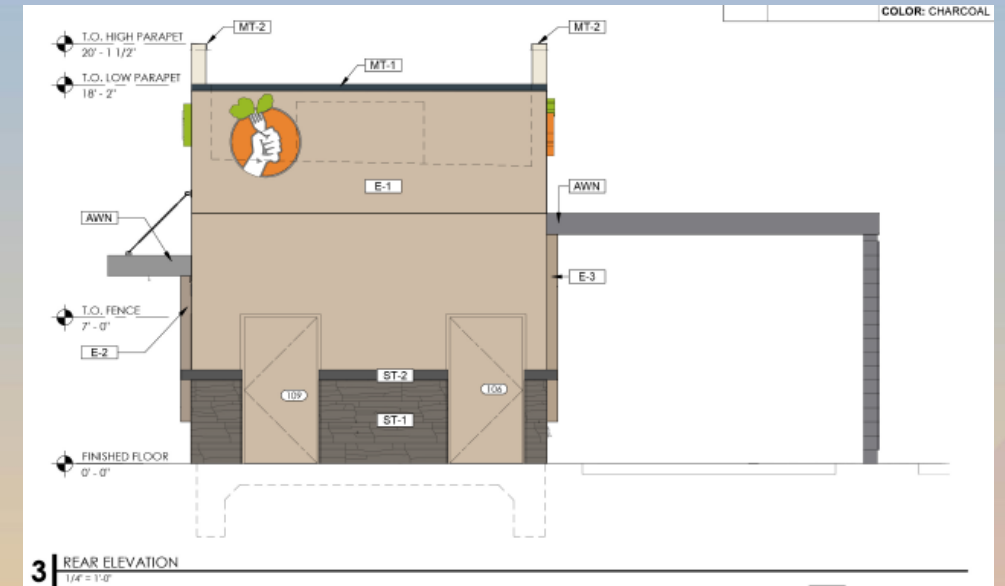 COLOR: CHARCOAL
MT-2
MT-2
T.O. HIGH PARAPET
20' - 1 1/2"
MT-1
T.O. LOW PARAPET
18' - 2"
E-1
AWN
AWN
E-3
T.O. FENCE
7' - 0"
E-2
ST-2
109
106
ST-1
FINISHED FLOOR
0' - 0"
3 REAR ELEVATION
1/4" = 1'-0"